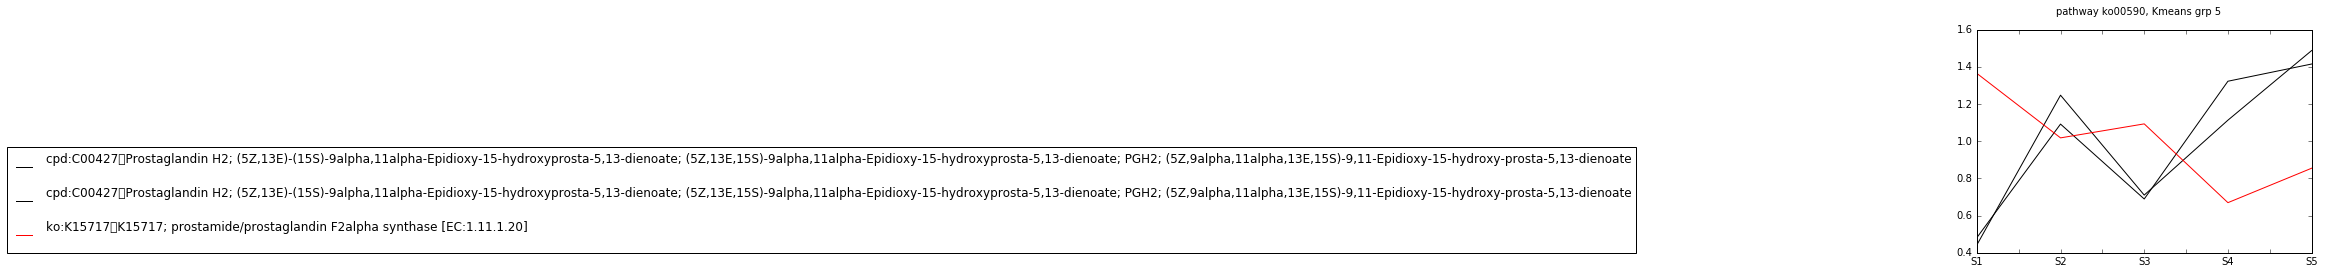 pathway ko00590, Kmeans grp 5
1.6
1.4
1.2
1.0
0.8
0.6
0.4
S1 S2 S3 S4 S5
cpd:C00427▯Prostaglandin H2; (5Z,13E)-(15S)-9alpha,11alpha-Epidioxy-15-hydroxyprosta-5,13-dienoate; (5Z,13E,15S)-9alpha,11alpha-Epidioxy-15-hydroxyprosta-5,13-dienoate; PGH2; (5Z,9alpha,11alpha,13E,15S)-9,11-Epidioxy-15-hydroxy-prosta-5,13-dienoate
cpd:C00427▯Prostaglandin H2; (5Z,13E)-(15S)-9alpha,11alpha-Epidioxy-15-hydroxyprosta-5,13-dienoate; (5Z,13E,15S)-9alpha,11alpha-Epidioxy-15-hydroxyprosta-5,13-dienoate; PGH2; (5Z,9alpha,11alpha,13E,15S)-9,11-Epidioxy-15-hydroxy-prosta-5,13-dienoate
ko:K15717▯K15717; prostamide/prostaglandin F2alpha synthase [EC:1.11.1.20]